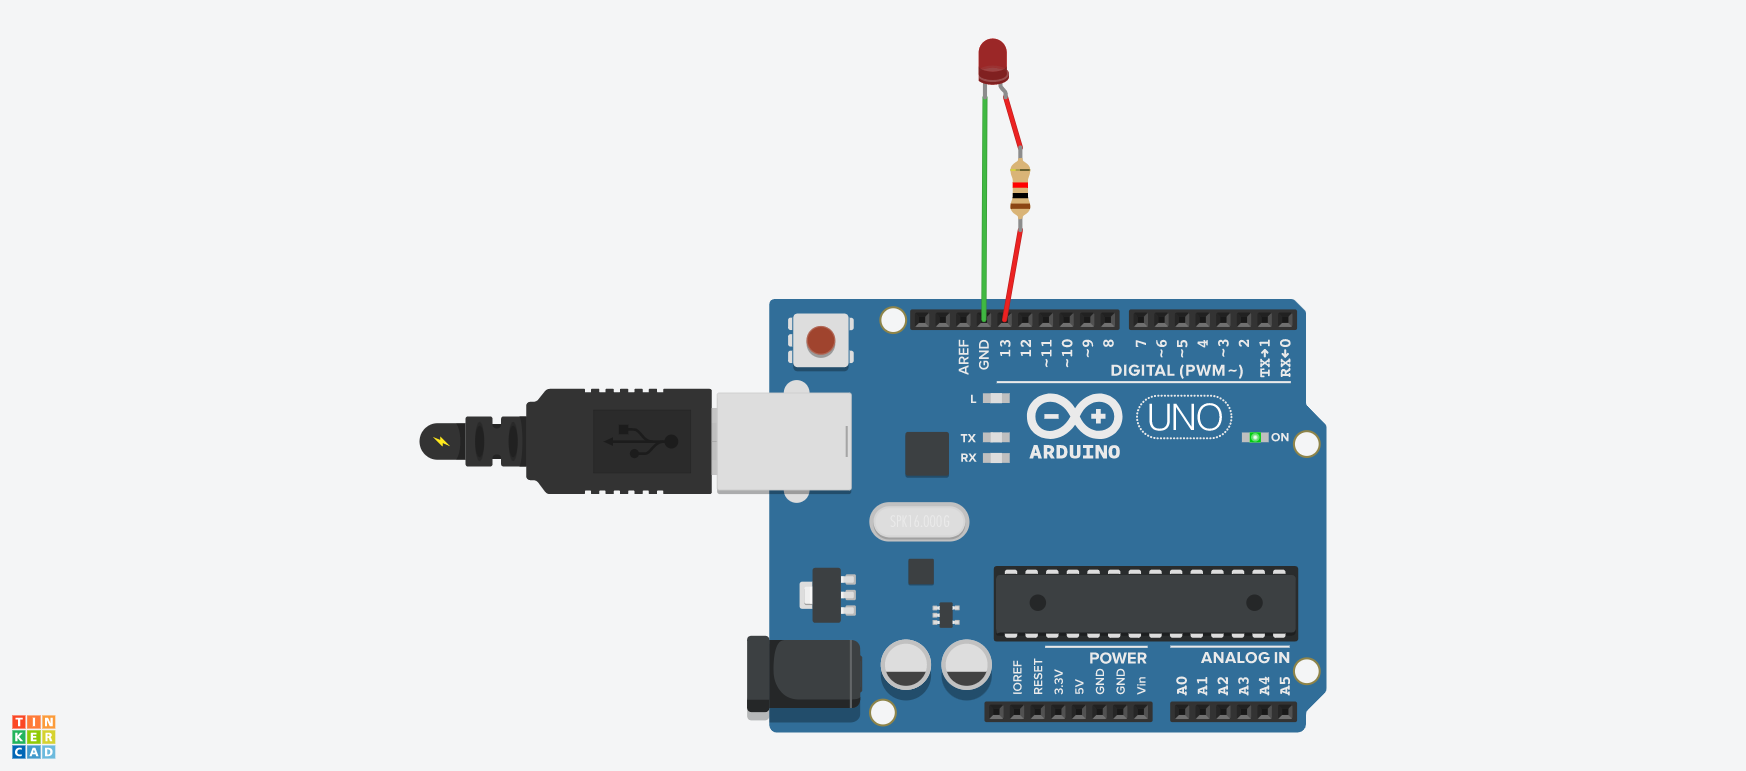 AREF
GND
13
12
~11
~10
~9
8
7
~6
~5
4
~3
2
TX→1
RX←0
DIGITAL (PWM~)
L
TX
RX
ARDUINO
UNO
ON
SPK16.000G
IOREF
RESET
3.3V
5V
GND
GND
Vin
POWER
ANALOG IN
A0
A1
A2
A3
A4
A5
TIN
KER
CAD